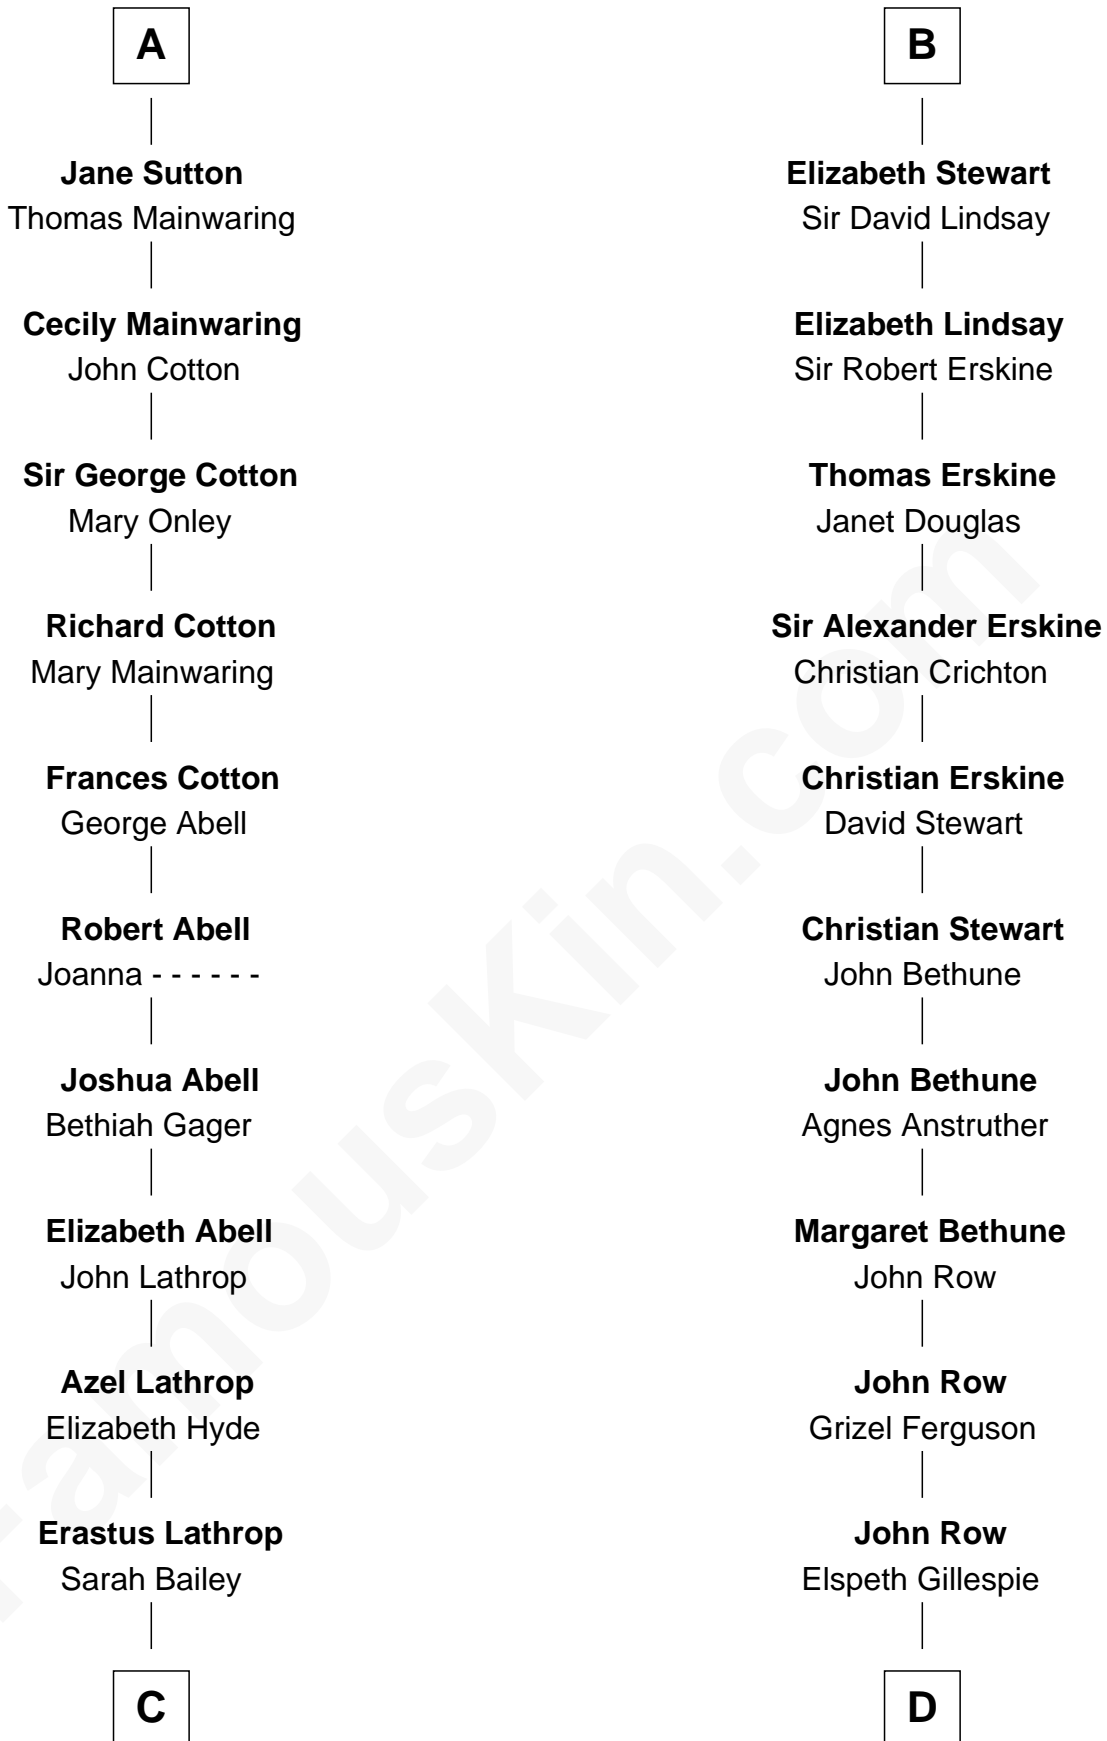 A
Jane Sutton
Thomas Mainwaring
Cecily Mainwaring
John Cotton
Sir George Cotton
Mary Onley
Richard Cotton
Mary Mainwaring
Frances Cotton
George Abell
Robert Abell
Joanna - - - - - -
Joshua Abell
Bethiah Gager
Elizabeth Abell
John Lathrop
Azel Lathrop
Elizabeth Hyde
Erastus Lathrop
Sarah Bailey
C
B
Elizabeth Stewart
Sir David Lindsay
Elizabeth Lindsay
Sir Robert Erskine
Thomas Erskine
Janet Douglas
Sir Alexander Erskine
Christian Crichton
Christian Erskine
David Stewart
Christian Stewart
John Bethune
John Bethune
Agnes Anstruther
Margaret Bethune
John Row
John Row
Grizel Ferguson
John Row
Elspeth Gillespie
D
FamousKin.com